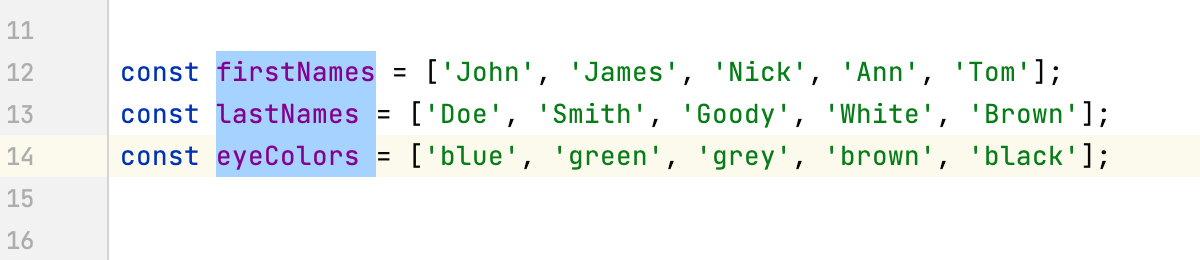 11
12 const firstNames = ['John', 'James', 'Nick', 'Ann', 'Tom'];
13 const lastNames = ['Doe', 'Smith', 'Goody', 'White', 'Brown'];
14 const eyeColors = ['blue', 'green', 'grey', 'brown', 'black'];
15
16